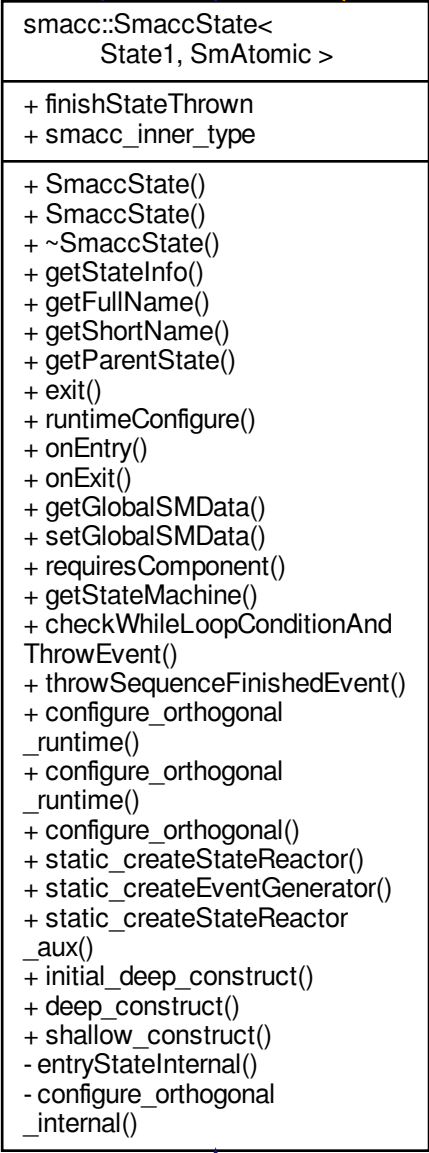 smacc::SmaccState<
State1, SmAtomic >
+ finishStateThrown
+ smacc_inner_type
+ SmaccState()
+ SmaccState()
+ ~SmaccState()
+ getStateInfo()
+ getFullName()
+ getShortName()
+ getParentState()
+ exit()
+ runtimeConfigure()
+ onEntry()
+ onExit()
+ getGlobalSMData()
+ setGlobalSMData()
+ requiresComponent()
+ getStateMachine()
+ checkWhileLoopConditionAnd
ThrowEvent()
+ throwSequenceFinishedEvent()
+ configure_orthogonal
_runtime()
+ configure_orthogonal
_runtime()
+ configure_orthogonal()
+ static_createStateReactor()
+ static_createEventGenerator()
+ static_createStateReactor
_aux()
+ initial_deep_construct()
+ deep_construct()
+ shallow_construct()
- entryStateInternal()
- configure_orthogonal
_internal()